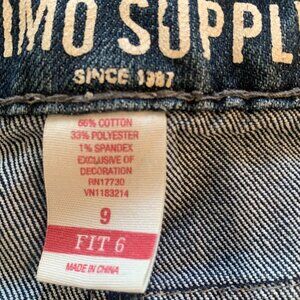 IMO SUPPL
SINCE 1987
66% COTTON
33% POLYESTER
1% SPANDEX
EXCLUSIVE OF
DECORATION
RN17730
VN1183214
9
FIT 6
MADE IN CHINA